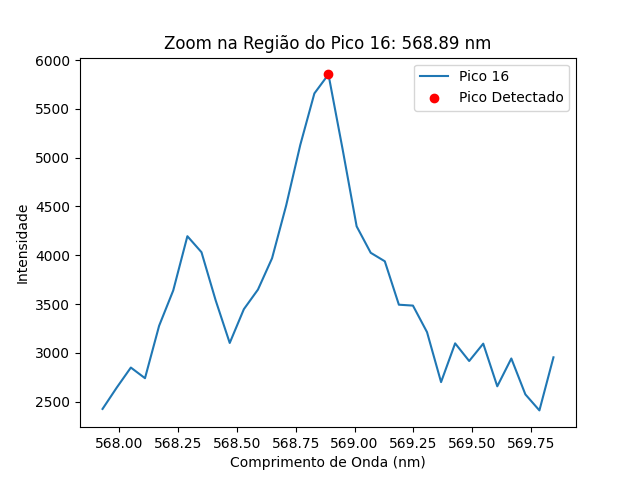 Zoom na Região do Pico 16: 568.89 nm
Pico 16
Pico Detectado
Intensidade
6000
5500
5000
4500
4000
3500
3000
2500
568.00 568.25 568.50 568.75 569.00 569.25 569.50 569.75
Comprimento de Onda (nm)